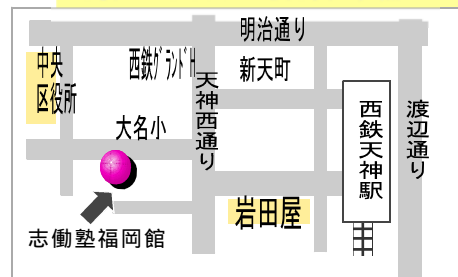 明治通り
中央
区役所
西鉄グランドH
新天町
天神西通り
大名小
西鉄天神駅
渡辺通り
岩田屋
志働塾福岡館